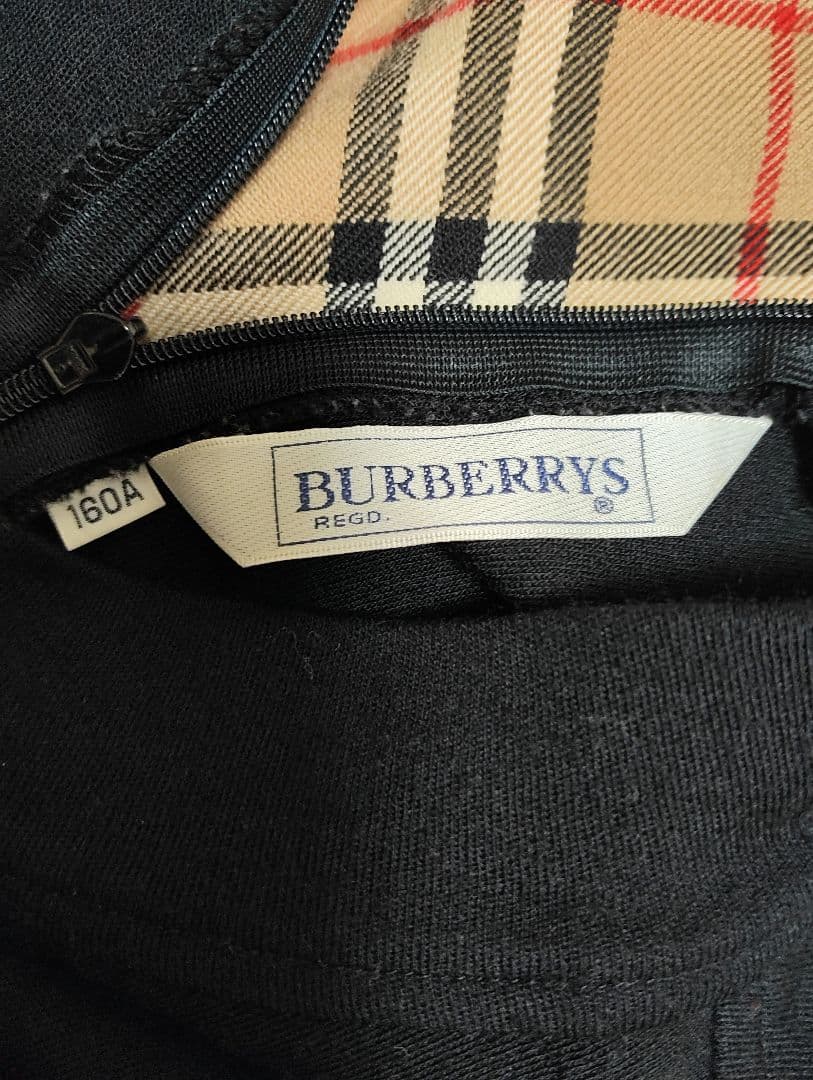 160A
BURBERRYS
REGD. ®